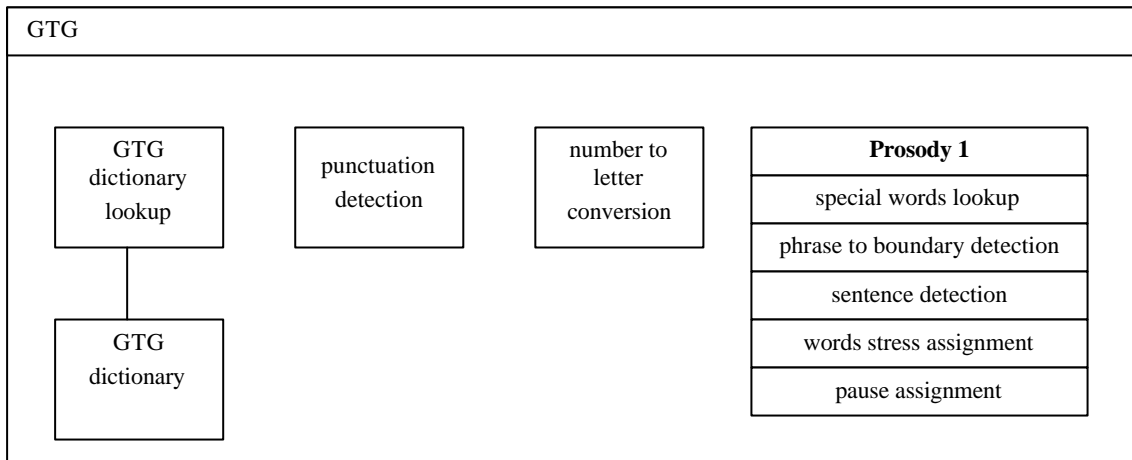 GTG
GTG
dictionary
lookup
punctuation
detection
number to
letter
conversion
Prosody 1
special words lookup
phrase to boundary detection
sentence detection
words stress assignment
pause assignment
GTG
dictionary